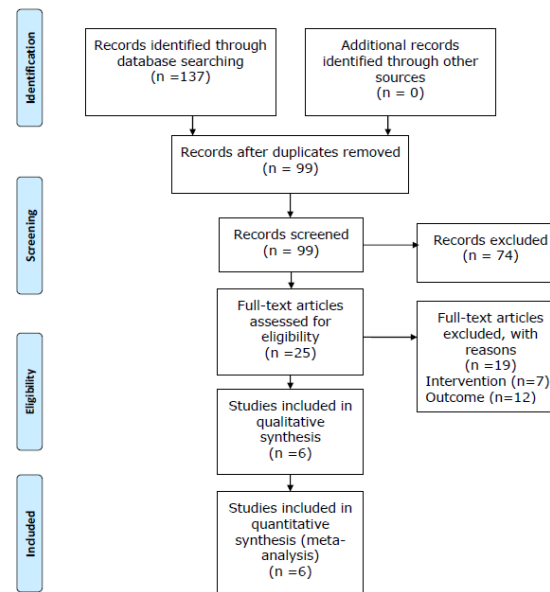 Identification
Records identified through
database searching
(n =137)
Additional records
identified through other
sources
(n = 0)
Records after duplicates removed
(n = 99)
Screening
Records screened
(n = 99)
Records excluded
(n = 74)
Full-text articles
assessed for
eligibility
(n =25)
Full-text articles
excluded, with
reasons
(n =19)
Intervention (n=7)
Outcome (n=12)
Eligibility
Studies included in
qualitative
synthesis
(n =6)
Included
Studies included in
quantitative
synthesis (meta-
analysis)
(n =6)